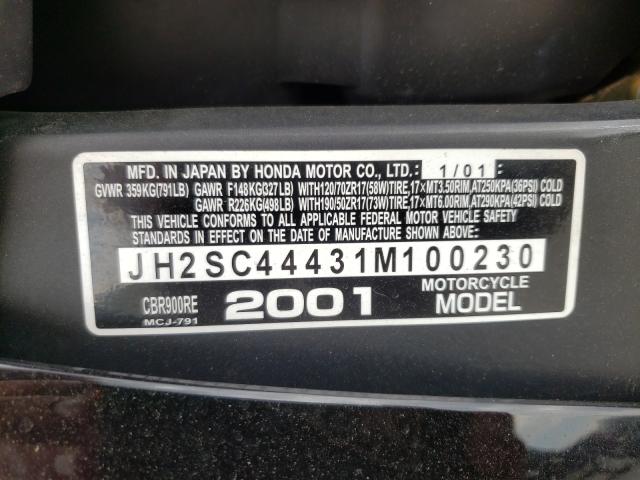 MFD. IN JAPAN BY HONDA MOTOR CO., LTD.: 1/01
GVWR 359KG(791LB) GAWR F148KG(327LB) WITH120/70ZR17(58W)TIRE,17×MT3.50RIM,AT250KPA(36PSI) COLD
GAWR R226KG(498LB) WITH190/50ZR17(73W)TIRE,17×MT6.00RIM,AT290KPA(42PSI) COLD
THIS VEHICLE CONFORMS TO ALL APPLICABLE FEDERAL MOTOR VEHICLE SAFETY
STANDARDS IN EFFECT ON THE DATE OF MANUFACTURE SHOWN ABOVE.
JH2SC44431M100230
CBR900RE 2001 MOTORCYCLE
MCJ-791 MODEL